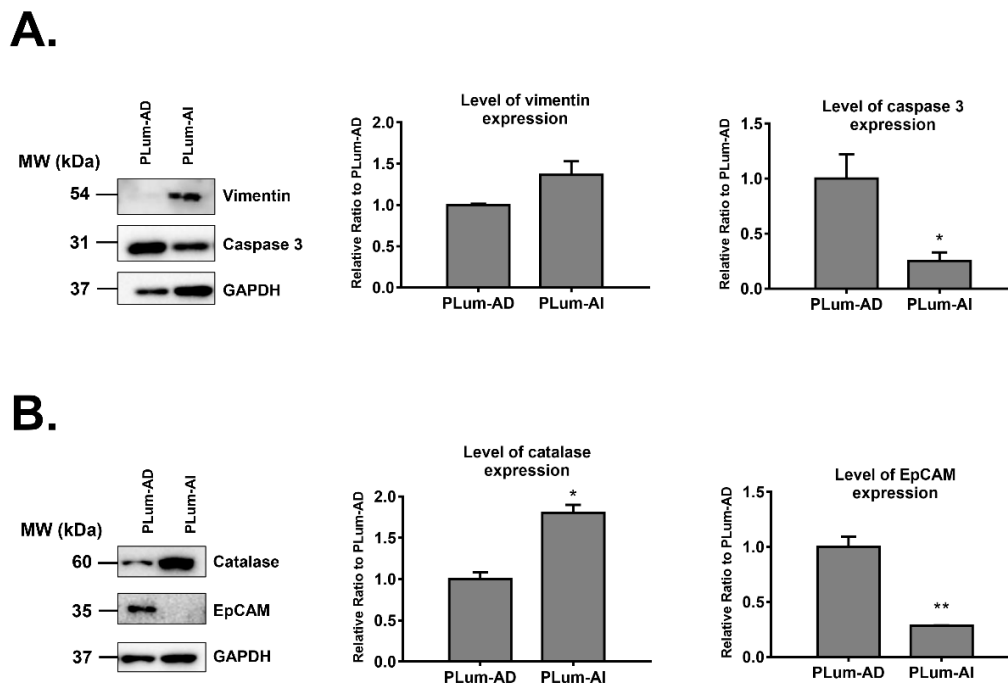 A.
PLum-AD
PLum-AI
MW (kDa)
54
Vimentin
31
Caspase 3
37
GAPDH
Level of vimentin
expression
Relative Ratio to PLum-AD
2.0
1.5
1.0
0.5
0.0
PLum-AD
PLum-AI
Level of caspase 3
expression
Relative Ratio to PLum-AD
1.5
1.0
0.5
0.0
*
PLum-AD
PLum-AI
B.
PLum-AD
PLum-AI
MW (kDa)
60
Catalase
35
EpCAM
37
GAPDH
Level of catalase
expression
Relative Ratio to PLum-AD
2.0
1.5
1.0
0.5
0.0
*
PLum-AD
PLum-AI
Level of EpCAM
expression
Relative Ratio to PLum-AD
1.5
1.0
0.5
0.0
**
PLum-AD
PLum-AI